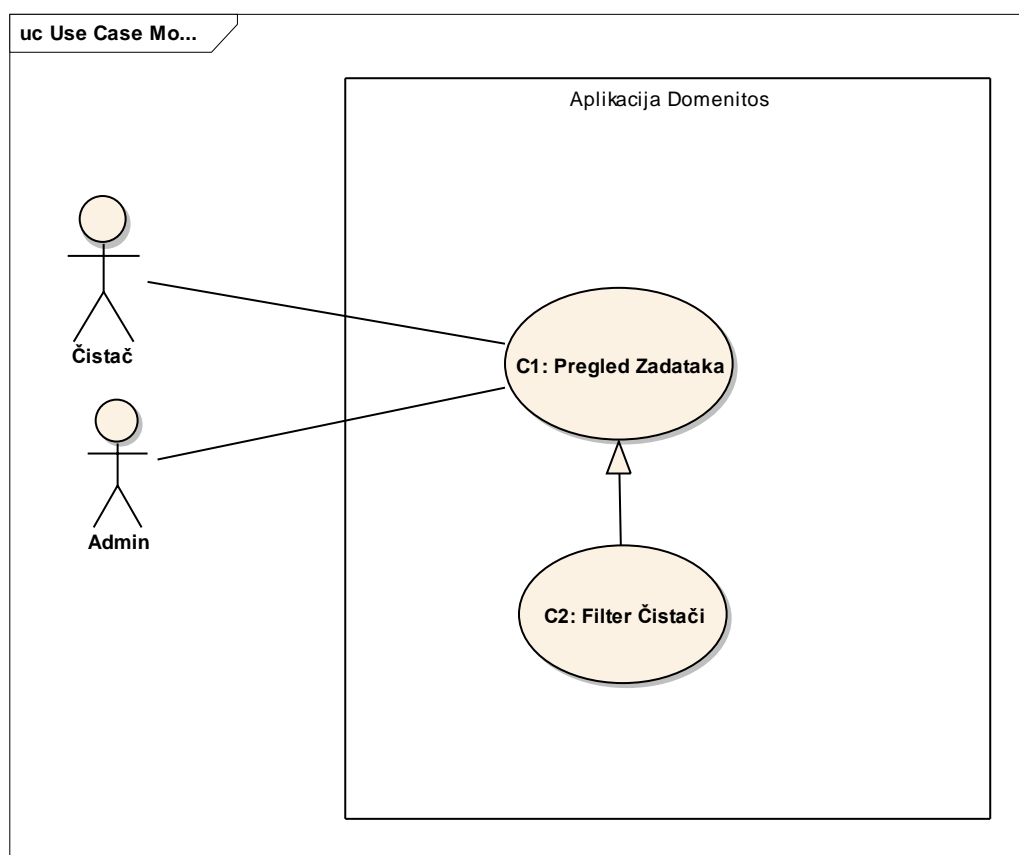 uc Use Case Mo...
Aplikacija Domenitos
Čistač
C1: Pregled Zadataka
Admin
C2: Filter Čistači